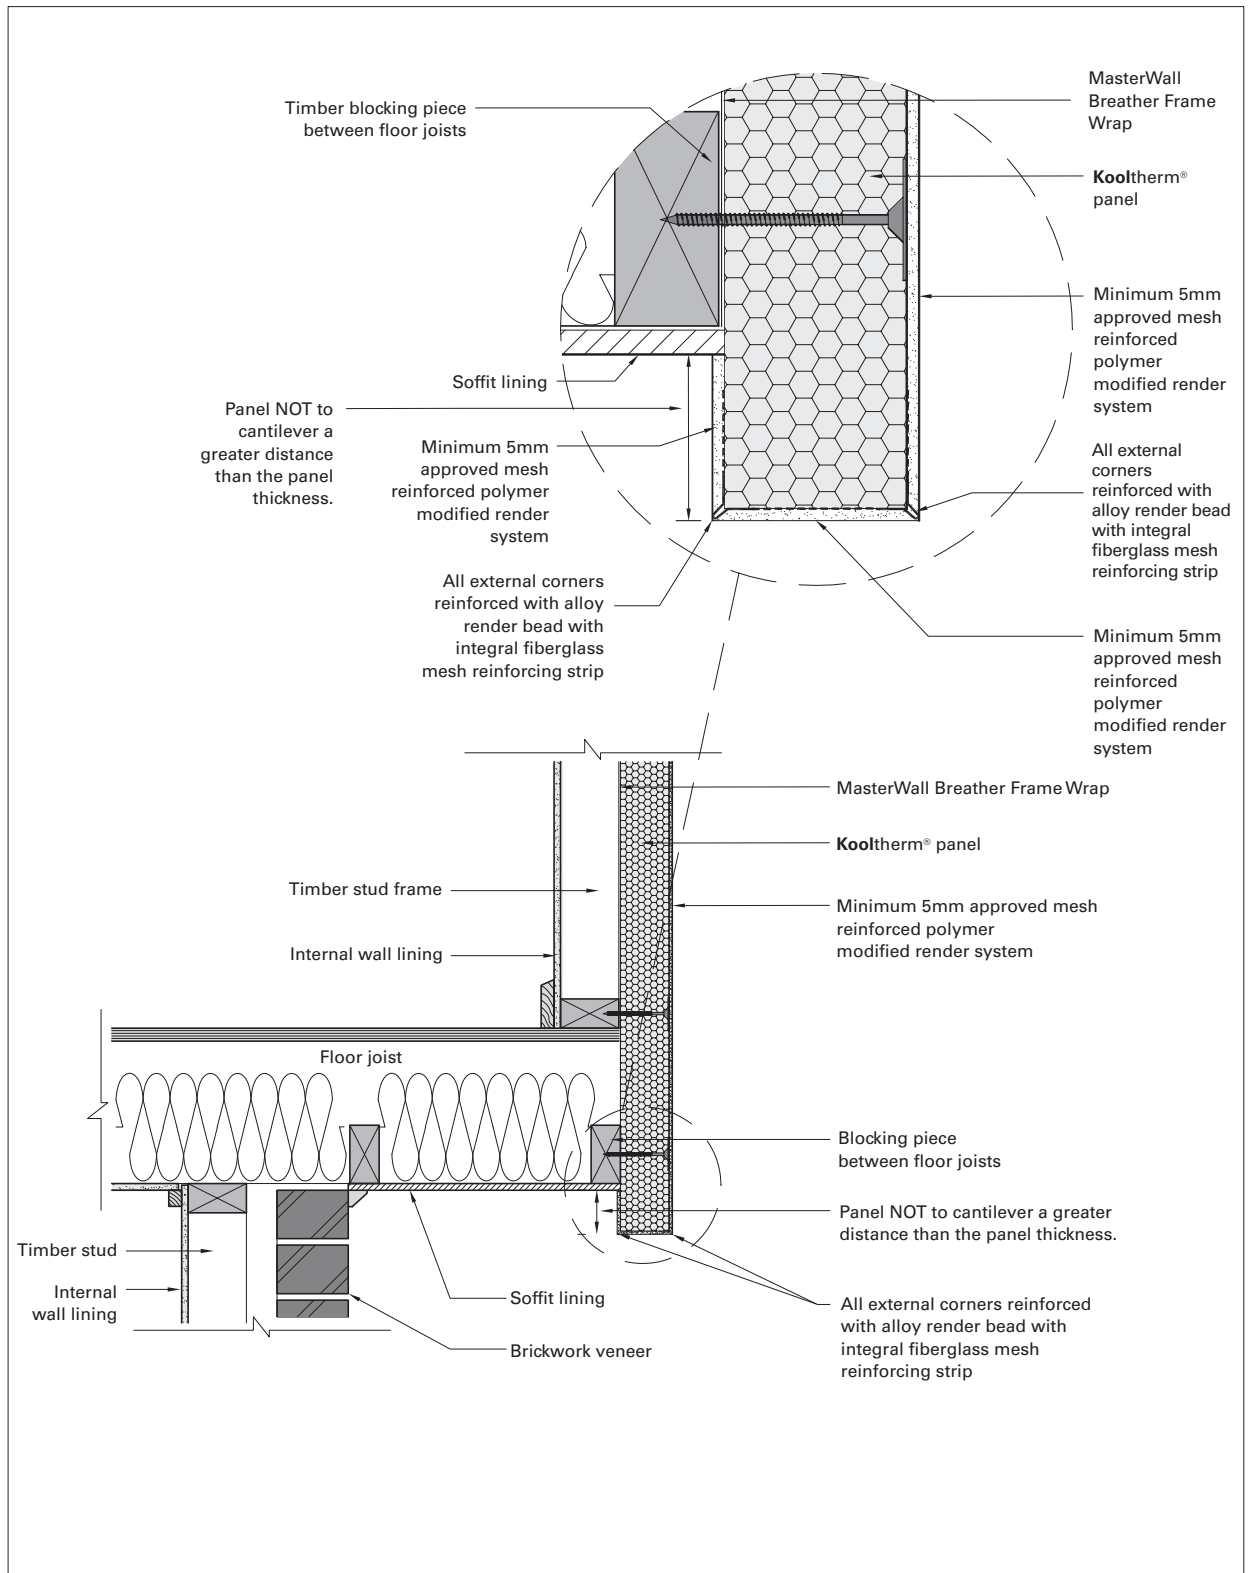 Timber blocking piece
between floor joists
MasterWall
Breather Frame
Wrap
Kooltherm®
panel
Minimum 5mm
approved mesh
reinforced
polymer
modified render
system
Soffit lining
Panel NOT to
cantilever a
greater distance
than the panel
thickness.
Minimum 5mm
approved mesh
reinforced polymer
modified render
system
All external
corners
reinforced with
alloy render bead
with integral
fiberglass mesh
reinforcing strip
All external corners
reinforced with alloy
render bead with
integral fiberglass
mesh reinforcing strip
Minimum 5mm
approved mesh
reinforced
polymer
modified render
system
MasterWall Breather Frame Wrap
Kooltherm® panel
Timber stud frame
Minimum 5mm approved mesh
reinforced polymer
modified render system
Internal wall lining
Floor joist
Blocking piece
between floor joists
Panel NOT to cantilever a greater
distance than the panel thickness.
Timber stud
Internal
wall lining
Soffit lining
All external corners reinforced
with alloy render bead with
integral fiberglass mesh
reinforcing strip
Brickwork veneer